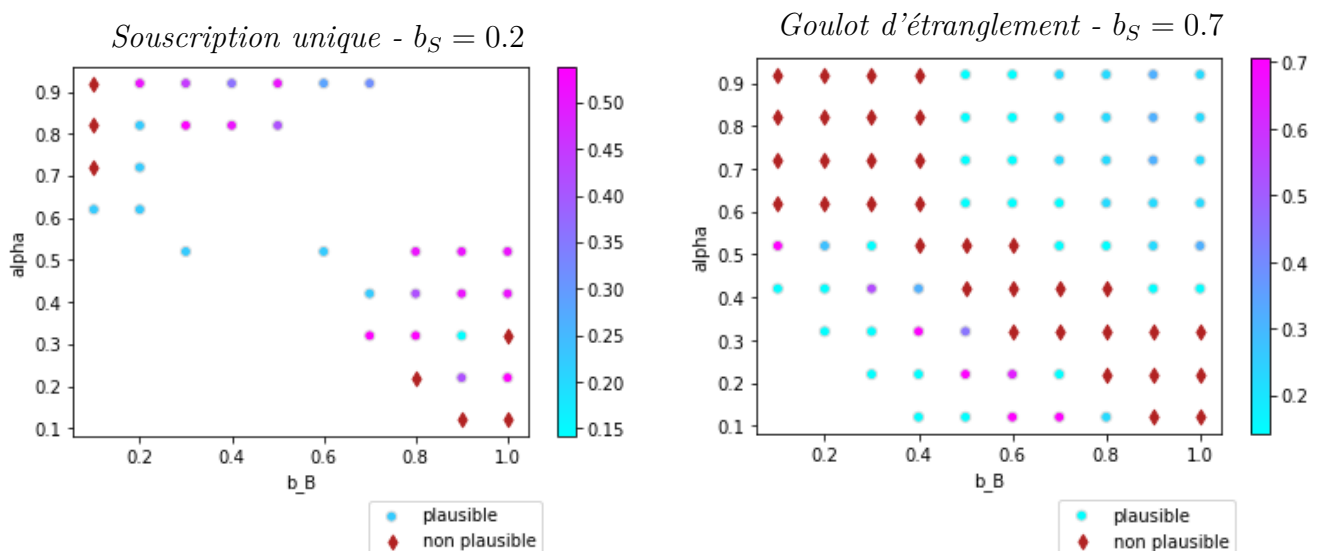 Souscription unique - b_S = 0.2
0.9
0.8
0.7
0.6
0.5
0.4
0.3
0.2
0.1
alpha
0.2 0.4 0.6 0.8 1.0
b_B
0.50
0.45
0.40
0.35
0.30
0.25
0.20
0.15
plausible
non plausible
Goulot d'étranglement - b_S = 0.7
0.9
0.8
0.7
0.6
0.5
0.4
0.3
0.2
0.1
alpha
0.2 0.4 0.6 0.8 1.0
b_B
0.7
0.6
0.5
0.4
0.3
0.2
plausible
non plausible